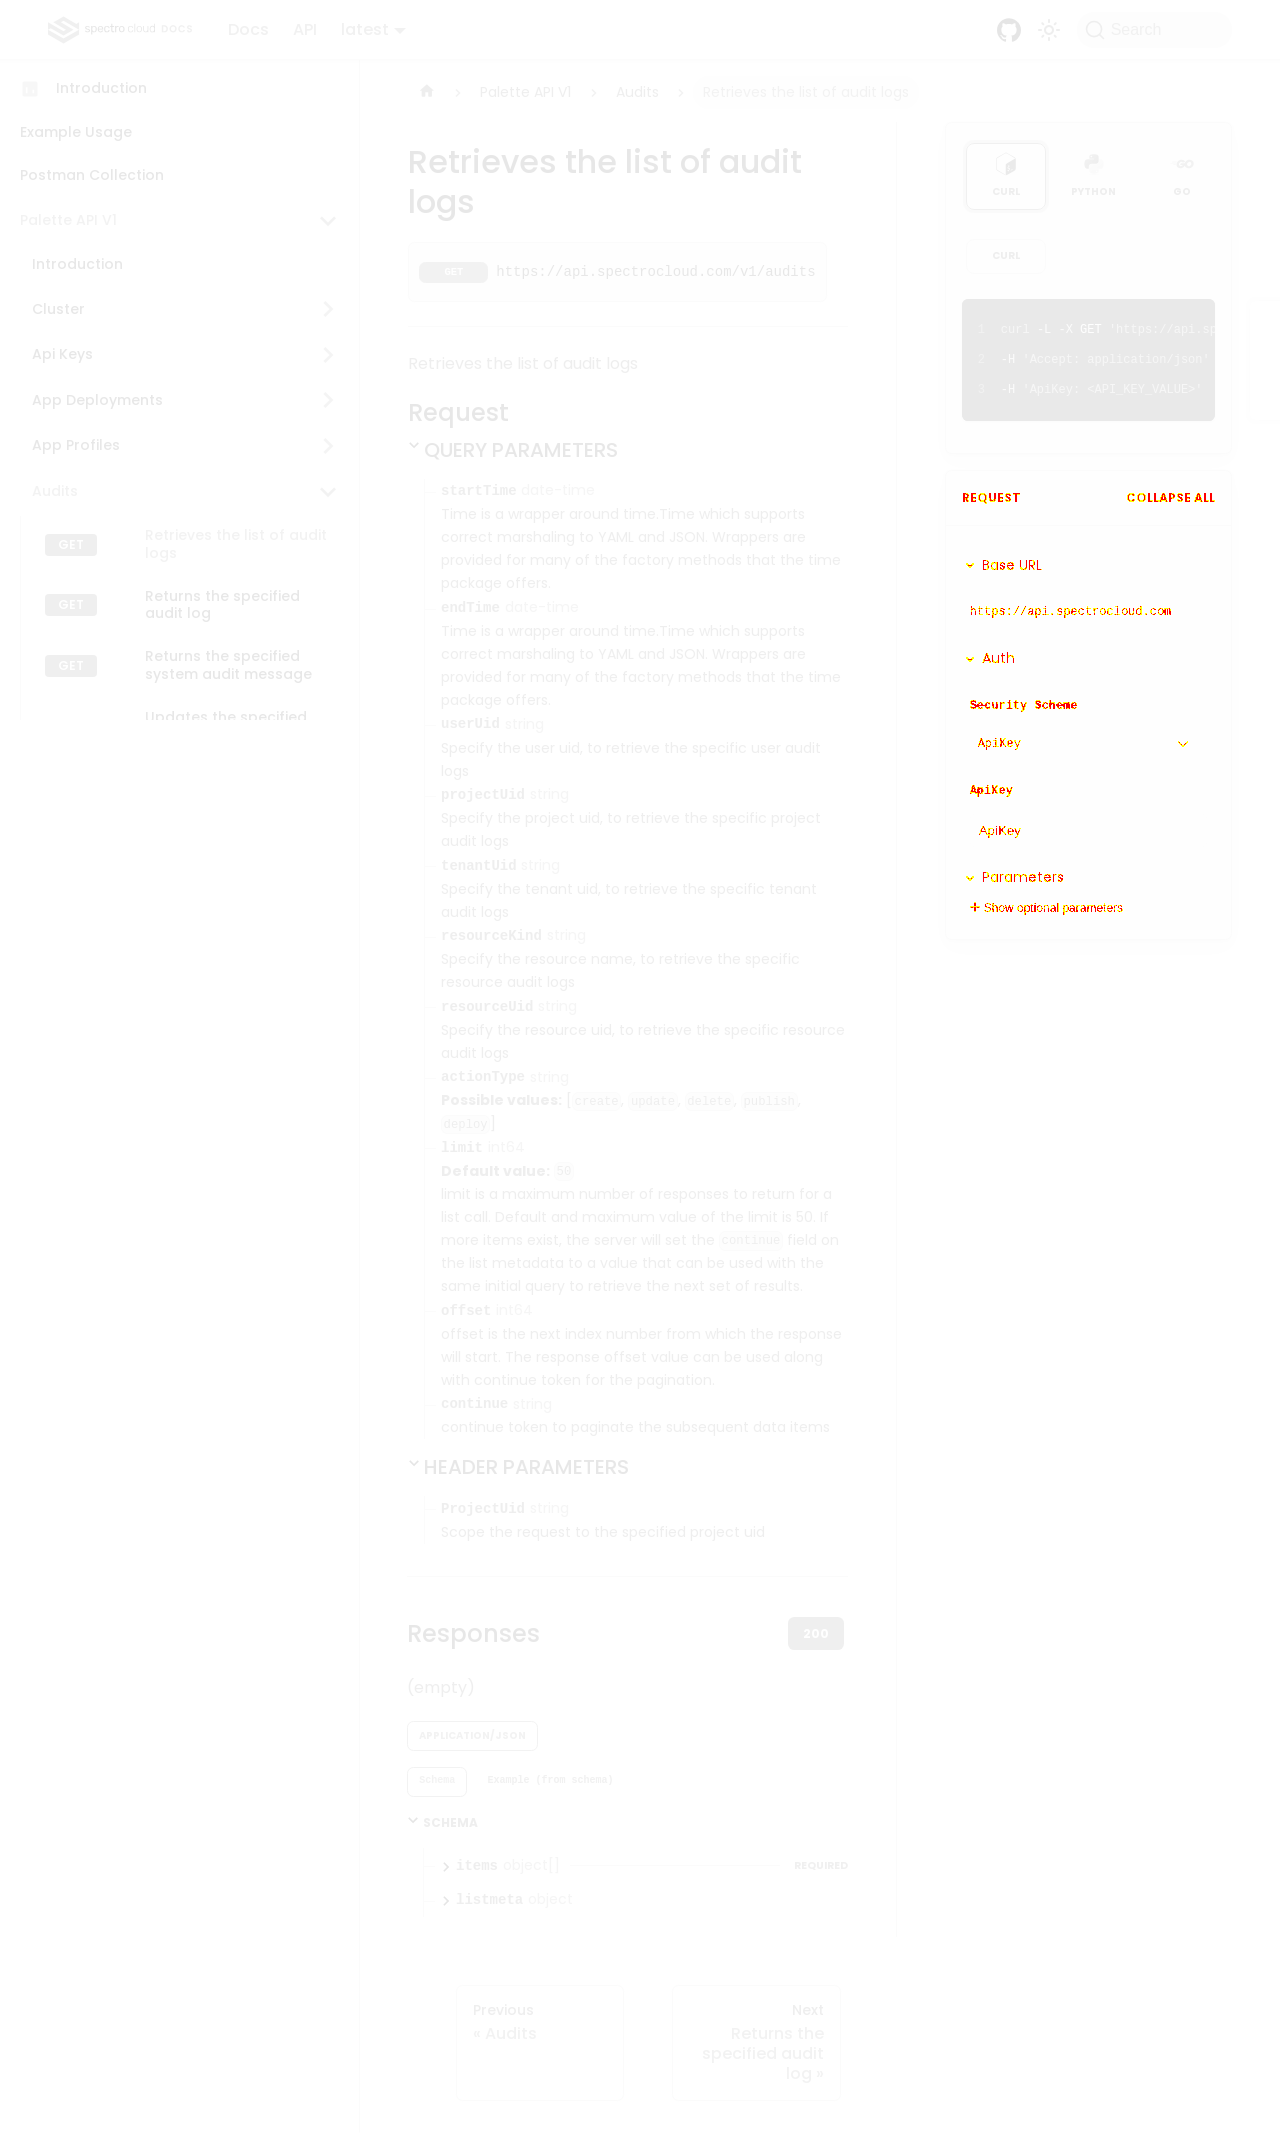 spectro cloud DOCS
Docs
API
latest
Search
Introduction
Example Usage
Postman Collection
Palette API V1
Introduction
Cluster
Api Keys
App Deployments
App Profiles
Audits
GET Retrieves the list of audit
logs
GET Returns the specified
audit log
GET Returns the specified
system audit message
Updates the specified
Palette API V1
Audits
Retrieves the list of audit logs
Retrieves the list of audit
logs
GET https://api.spectrocloud.com/v1/audits
Retrieves the list of audit logs
Request
QUERY PARAMETERS
startTime date-time
Time is a wrapper around time.Time which supports
correct marshaling to YAML and JSON. Wrappers are
provided for many of the factory methods that the time
package offers.
endTime date-time
Time is a wrapper around time.Time which supports
correct marshaling to YAML and JSON. Wrappers are
provided for many of the factory methods that the time
package offers.
userUid string
Specify the user uid, to retrieve the specific user audit
logs
projectUid string
Specify the project uid, to retrieve the specific project
audit logs
tenantUid string
Specify the tenant uid, to retrieve the specific tenant
audit logs
resourceKind string
Specify the resource name, to retrieve the specific
resource audit logs
resourceUid string
Specify the resource uid, to retrieve the specific resource
audit logs
actionType string
Possible values: [create, update, delete, publish,
deploy]
limit int64
Default value: 50
limit is a maximum number of responses to return for a
list call. Default and maximum value of the limit is 50. If
more items exist, the server will set the continue field on
the list metadata to a value that can be used with the
same initial query to retrieve the next set of results.
offset int64
offset is the next index number from which the response
will start. The response offset value can be used along
with continue token for the pagination.
continue string
continue token to paginate the subsequent data items
HEADER PARAMETERS
ProjectUid string
Scope the request to the specified project uid
Responses
200
(empty)
APPLICATION/JSON
Schema
Example (from schema)
SCHEMA
items object[] REQUIRED
listmeta object
Previous
« Audits
Next
Returns the
specified audit
log »
CURL
PYTHON
GO
CURL
1 curl -L -X GET 'https://api.sp
2 -H 'Accept: application/json'
3 -H 'ApiKey: <API_KEY_VALUE>'
REQUEST COLLAPSE ALL
Base URL
https://api.spectrocloud.com
Auth
Security Scheme
ApiKey
ApiKey
ApiKey
Parameters
Show optional parameters